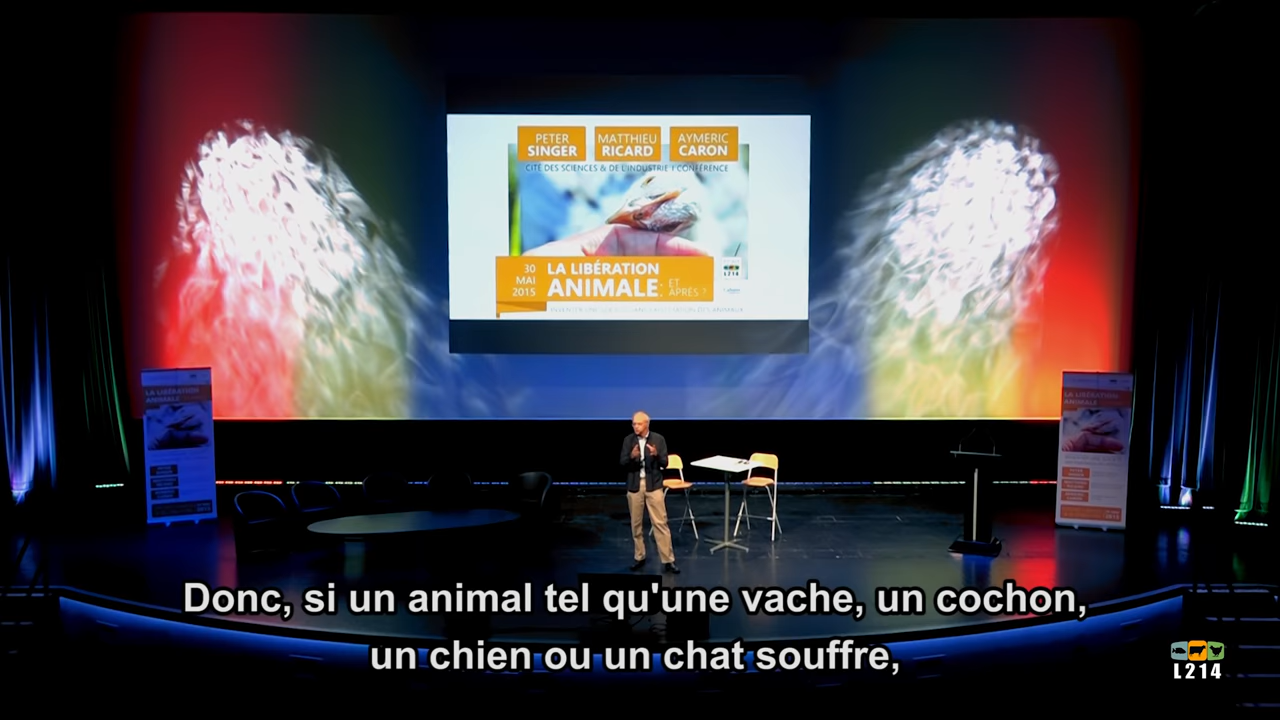 PETER
SINGER
MATTHIEU
RICARD
AYMERIC
CARON
CITÉ DES SCIENCES & DE L'INDUSTRIE / CONFÉRENCE
30
MAI
2015
LA LIBÉRATION
ANIMALE: ET
APRÈS ?
L214
LA LIBÉRATION
ANIMALE
LA LIBÉRATION
ANIMALE
Donc, si un animal tel qu'une vache, un cochon,
un chien ou un chat souffre,
L214